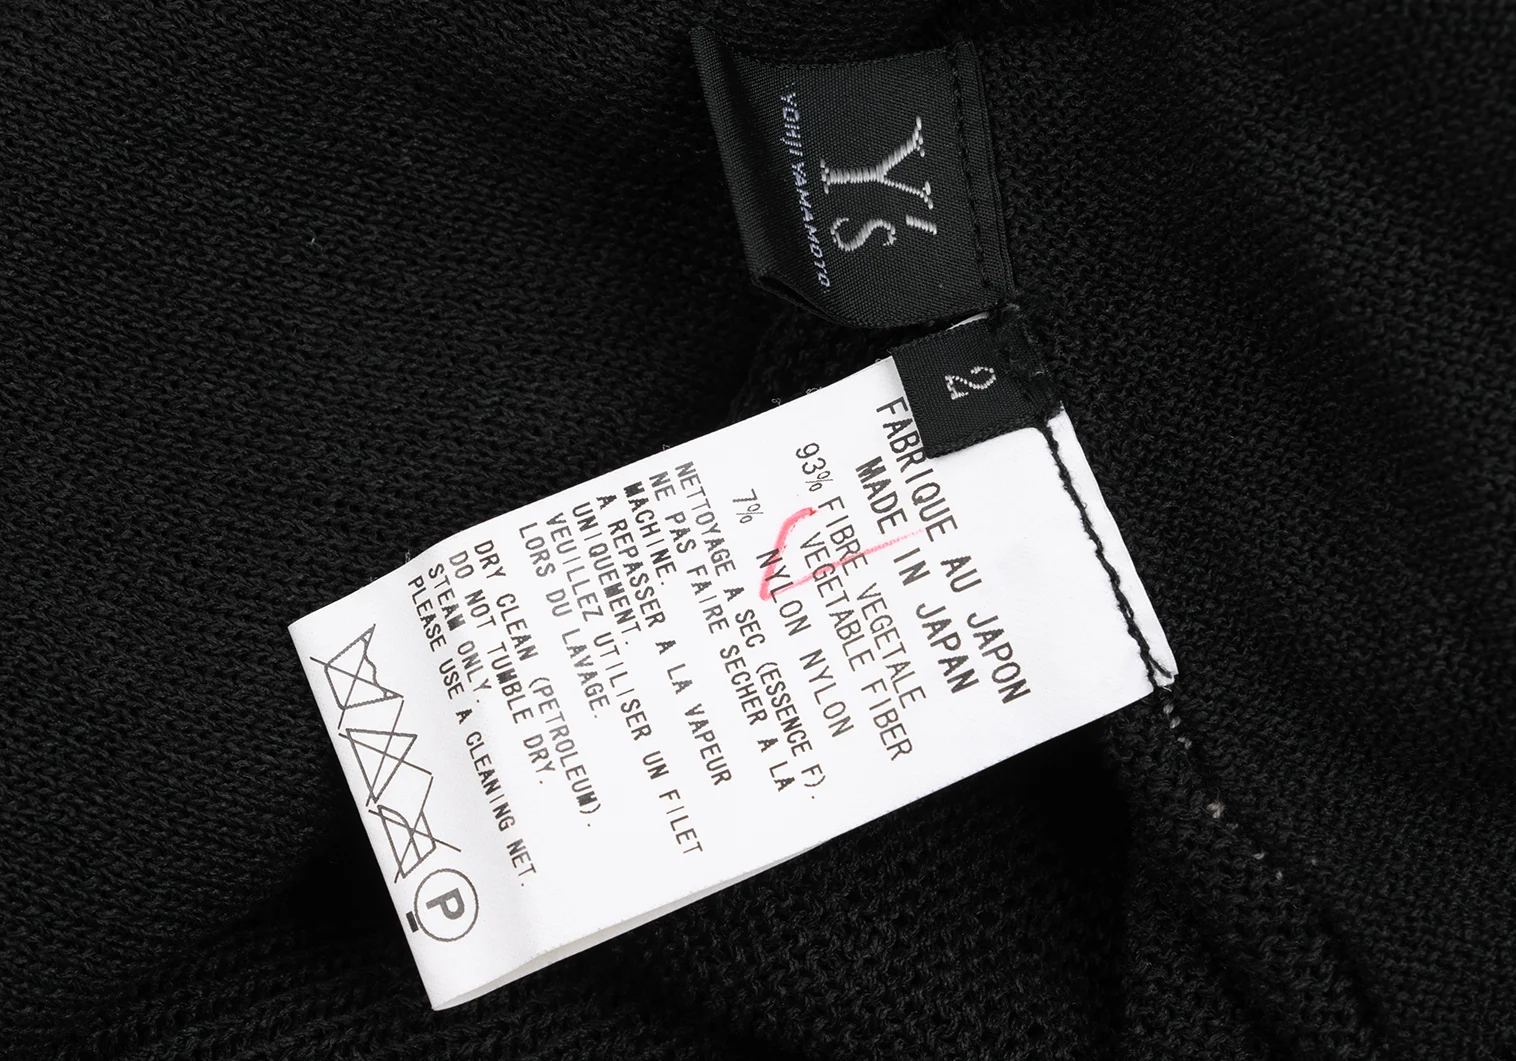 Y's
YOHJI YAMAMOTO
2
FABRIQUE AU JAPON
MADE IN JAPAN
93% FIBRE VEGETALE
VEGETABLE FIBER
7% NYLON NYLON
NETTOYAGE A SEC (ESSENCE F).
NE PAS FAIRE SECHER A LA
MACHINE.
A REPASSER A LA VAPEUR
UNIQUEMENT.
VEUILLEZ UTILISER UN FILET
LORS DU LAVAGE.
DRY CLEAN (PETROLEUM).
DO NOT TUMBLE DRY.
STEAM ONLY.
PLEASE USE A CLEANING NET.
P